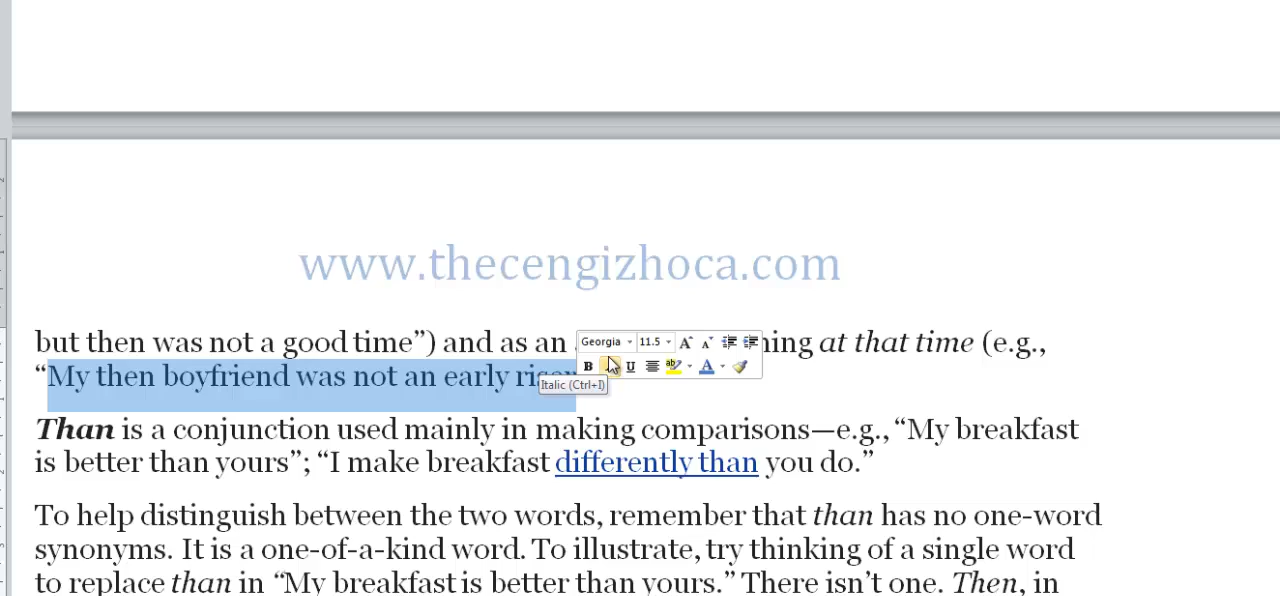 www.thecengizhoca.com
but then was not a good time”) and as an
ning at that time (e.g.,
Georgia
11.5
“My then boyfriend was not an early
B
U
ab
A
Italic (Ctrl+I)
Than is a conjunction used mainly in making comparisons—e.g., “My breakfast
is better than yours”; “I make breakfast differently than you do.”
To help distinguish between the two words, remember that than has no one-word
synonyms. It is a one-of-a-kind word. To illustrate, try thinking of a single word
to replace than in “My breakfast is better than yours.” There isn’t one. Then, in